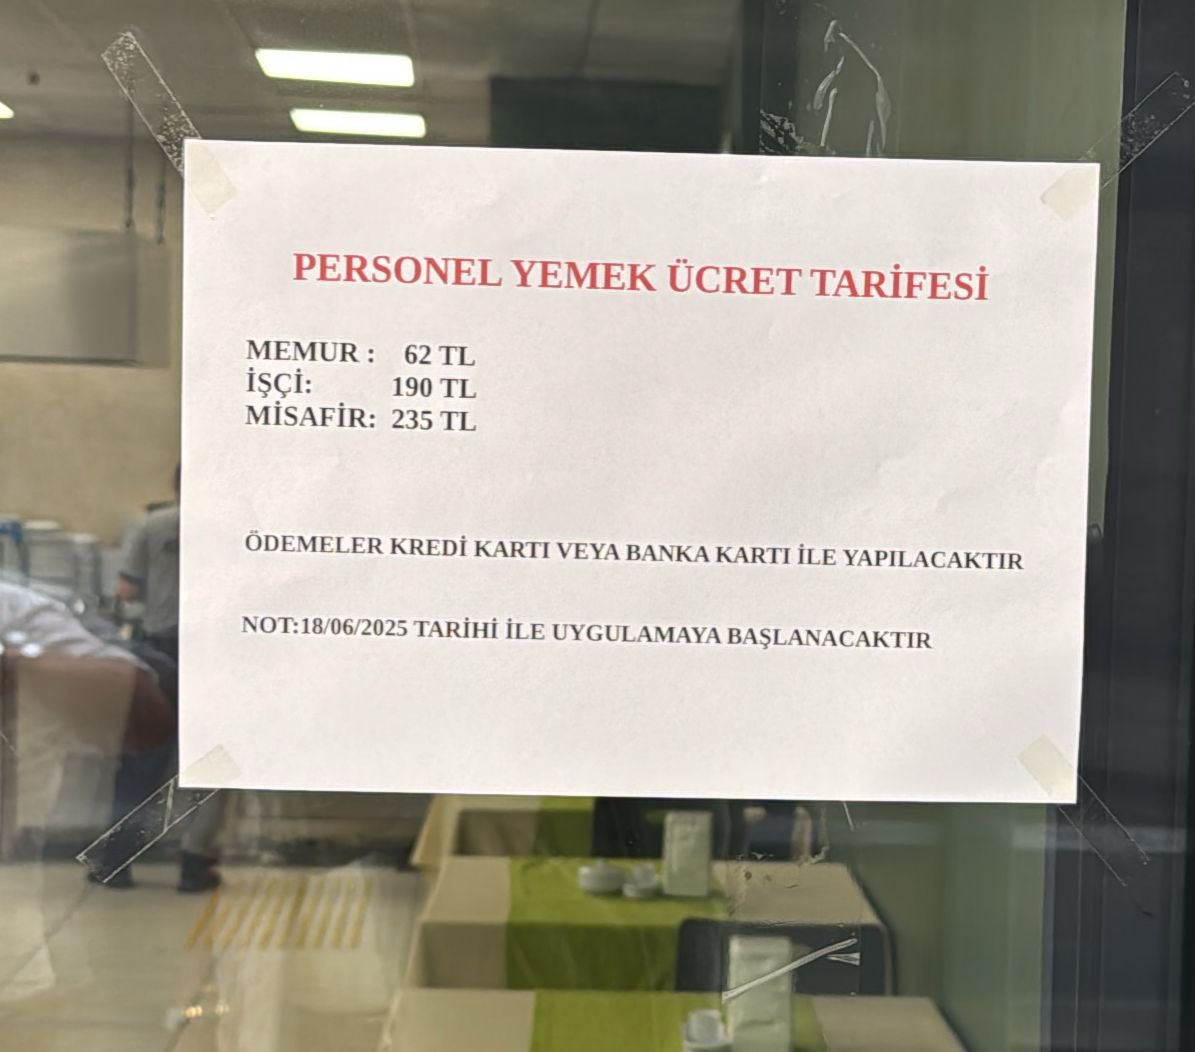 PERSONEL YEMEK ÜCRET TARİFESİ
MEMUR : 62 TL
İŞÇİ: 190 TL
MİSAFİR: 235 TL
ÖDEMELER KREDİ KARTI VEYA BANKA KARTI İLE YAPILACAKTIR
NOT:18/06/2025 TARİHİ İLE UYGULAMAYA BAŞLANACAKTIR